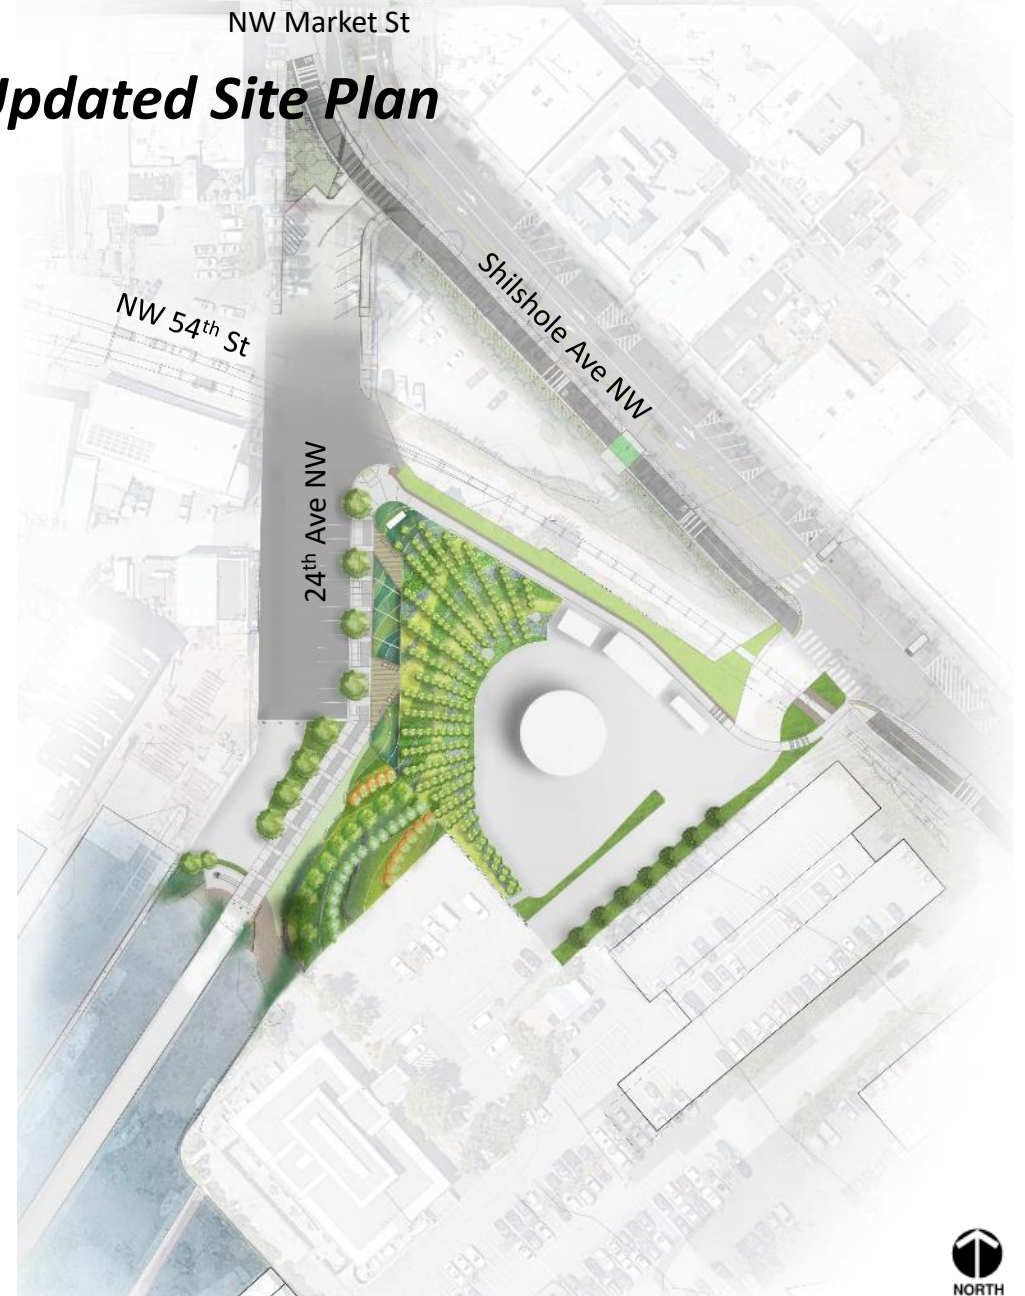 NW Market St
Updated Site Plan
Shilshole Ave NW
NW 54th St
24th Ave NW
NORTH